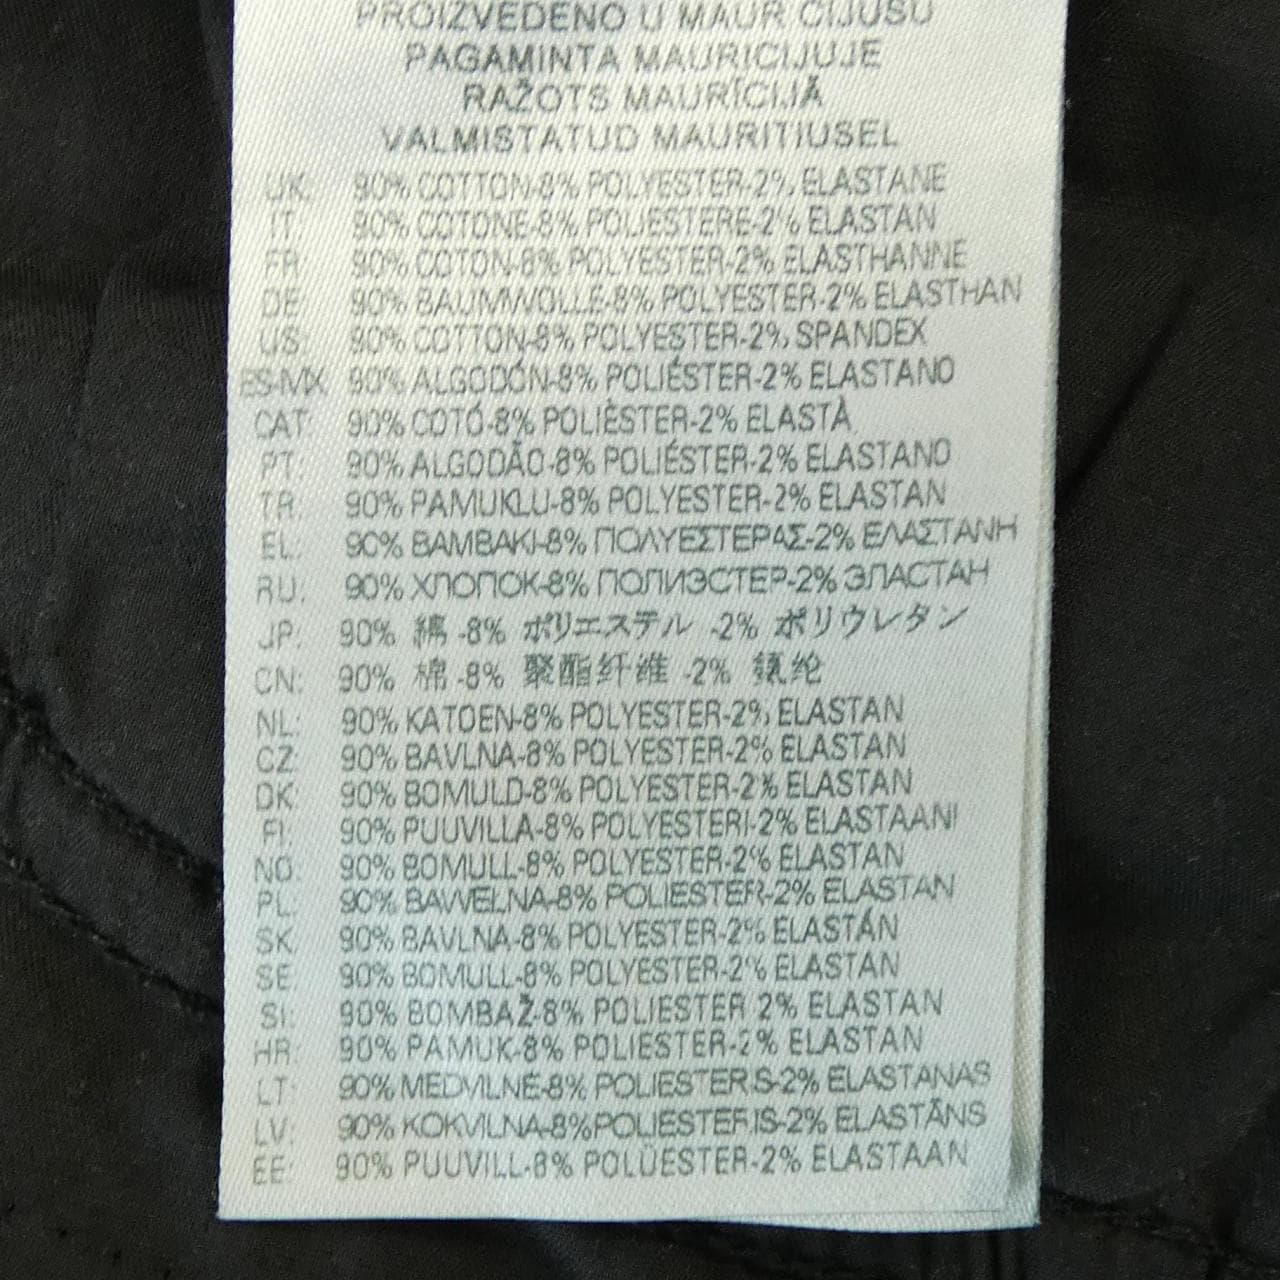 PROIZVEDENO U MAURICIJUSU
PAGAMINTA MAURICIJUJE
RAŽOTS MAURĪCIJĀ
VALMISTATUD MAURITIUSEL
UK: 90% COTTON-8% POLYESTER-2% ELASTANE
IT: 90% COTONE-8% POLIESTERE-2% ELASTAN
FR: 90% COTON-8% POLYESTER-2% ELASTHANNE
DE: 90% BAUMWOLLE-8% POLYESTER-2% ELASTHAN
US: 90% COTTON-8% POLYESTER-2% SPANDEX
ES-MX: 90% ALGODÓN-8% POLIÉSTER-2% ELASTANO
CAT: 90% COTÓ-8% POLIÈSTER-2% ELASTÀ
PT: 90% ALGODÃO-8% POLIÉSTER-2% ELASTANO
TR: 90% PAMUKLU-8% POLYESTER-2% ELASTAN
EL: 90% ΒΑΜΒΑΚΙ-8% ΠΟΛΥΕΣΤΕΡΑΣ-2% ΕΛΑΣΤΑΝΗ
RU: 90% ХЛОПОК-8% ПОЛИЭСТЕР-2% ЭЛАСТАН
JP: 90% 綿 -8% ポリエステル -2% ポリウレタン
CN: 90% 棉 -8% 聚酯纤维 -2% 氨纶
NL: 90% KATOEN-8% POLYESTER-2% ELASTAN
CZ: 90% BAVLNA-8% POLYESTER-2% ELASTAN
DK: 90% BOMULD-8% POLYESTER-2% ELASTAN
FI: 90% PUUVILLA-8% POLYESTERI-2% ELASTAANI
NO: 90% BOMULL-8% POLYESTER-2% ELASTAN
PL: 90% BAWEŁNA-8% POLIESTER-2% ELASTAN
SK: 90% BAVLNA-8% POLYESTER-2% ELASTÁN
SE: 90% BOMULL-8% POLYESTER-2% ELASTAN
SI: 90% BOMBAŽ-8% POLIESTER 2% ELASTAN
HR: 90% PAMUK-8% POLIESTER-2% ELASTAN
LT: 90% MEDVILNĖ-8% POLIESTERIS-2% ELASTANAS
LV: 90% KOKVILNA-8%POLIESTERIS-2% ELASTĀNS
EE: 90% PUUVILL-8% POLÜESTER-2% ELASTAAN